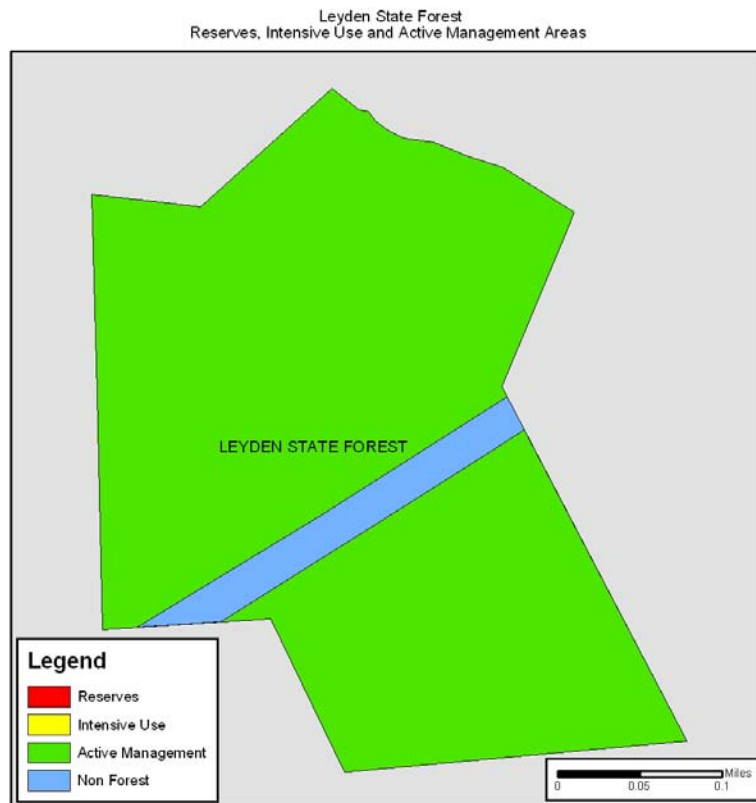 Leyden State Forest
Reserves, Intensive Use and Active Management Areas
LEYDEN STATE FOREST
Legend
Reserves
Intensive Use
Active Management
Non Forest
Miles
0 0.05 0.1